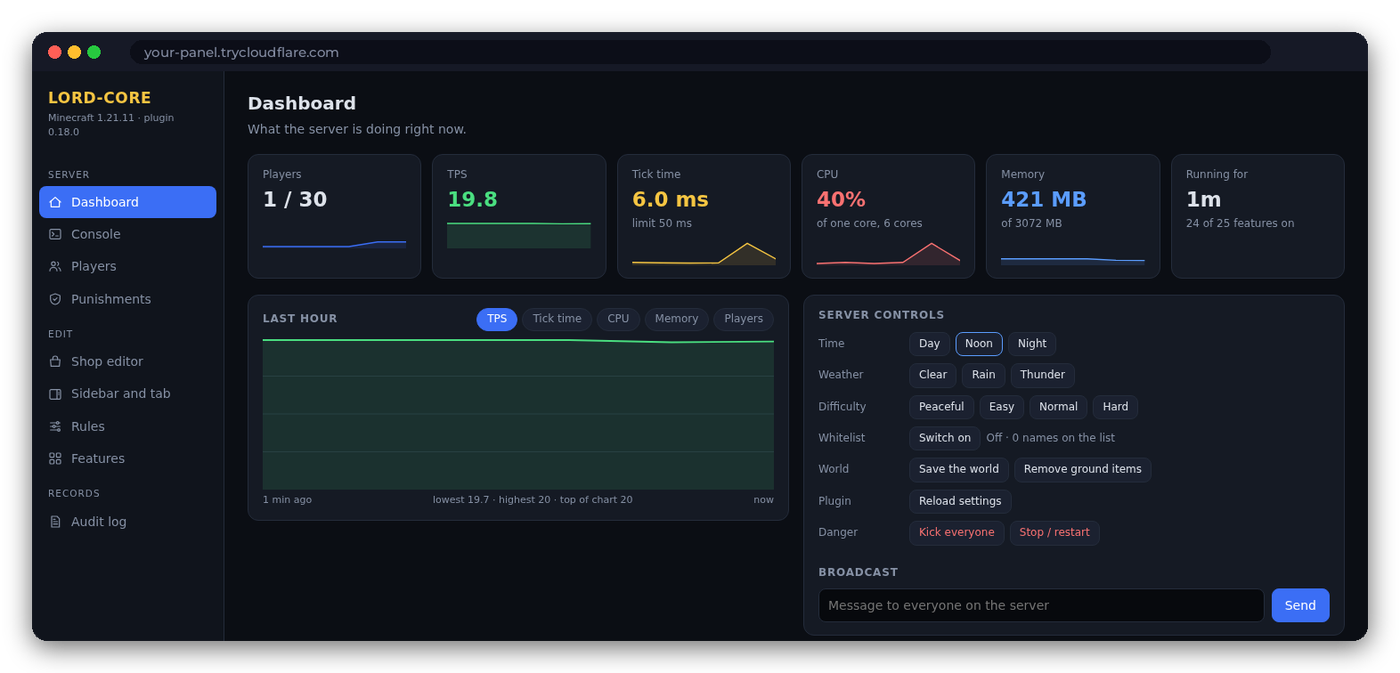 your-panel.trycloudflare.com
LORD-CORE
Minecraft 1.21.11 · plugin
0.18.0
SERVER
Dashboard
Console
Players
Punishments
EDIT
Shop editor
Sidebar and tab
Rules
Features
RECORDS
Audit log
Dashboard
What the server is doing right now.
Players
1 / 30
TPS
19.8
Tick time
6.0 ms
limit 50 ms
CPU
40%
of one core, 6 cores
Memory
421 MB
of 3072 MB
Running for
1m
24 of 25 features on
LAST HOUR
TPS Tick time CPU Memory Players
1 min ago lowest 19.7 · highest 20 · top of chart 20 now
SERVER CONTROLS
Time Day Noon Night
Weather Clear Rain Thunder
Difficulty Peaceful Easy Normal Hard
Whitelist Switch on Off · 0 names on the list
World Save the world Remove ground items
Plugin Reload settings
Danger Kick everyone Stop / restart
BROADCAST
Message to everyone on the server Send